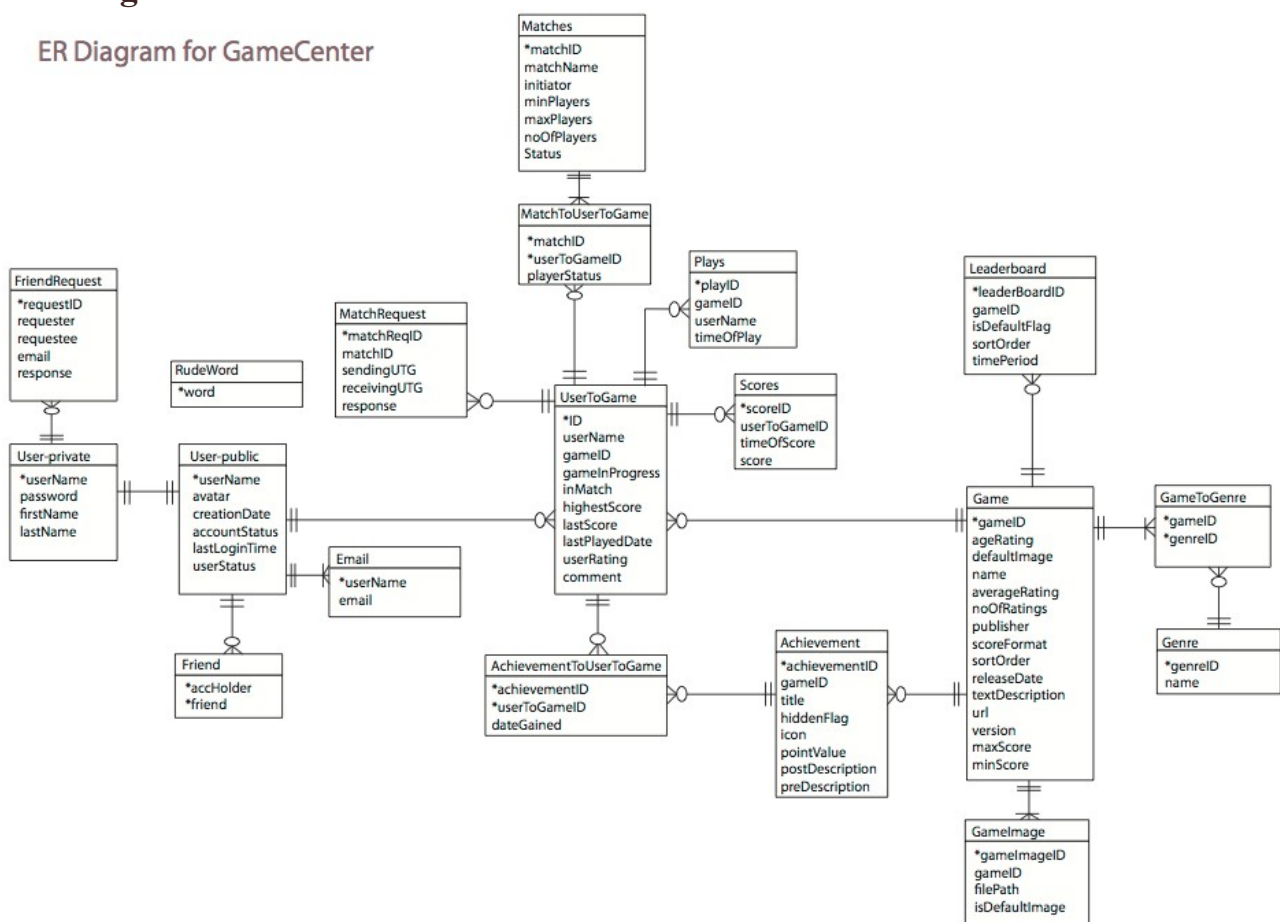 ER Diagram for GameCenter
Matches
*matchID
matchName
initiator
minPlayers
maxPlayers
noOfPlayers
Status
MatchToUserToGame
*matchID
*userToGameID
playerStatus
Plays
*playID
gameID
userName
timeOfPlay
Leaderboard
*leaderBoardID
gameID
isDefaultFlag
sortOrder
timePeriod
FriendRequest
*requestID
requester
requestee
email
response
MatchRequest
*matchReqID
matchID
sendingUTG
receivingUTG
response
RudeWord
*word
UserToGame
*ID
userName
gameID
gameInProgress
inMatch
highestScore
lastScore
lastPlayedDate
userRating
comment
Scores
*scoreID
userToGameID
timeOfScore
score
User-private
*userName
password
firstName
lastName
User-public
*userName
avatar
creationDate
accountStatus
lastLoginTime
userStatus
Email
*userName
email
Game
*gameID
ageRating
defaultImage
name
averageRating
noOfRatings
publisher
scoreFormat
sortOrder
releaseDate
textDescription
url
version
maxScore
minScore
GameToGenre
*gameID
*genreID
Genre
*genreID
name
Friend
*accHolder
*friend
AchievementToUserToGame
*achievementID
*userToGameID
dateGained
Achievement
*achievementID
gameID
title
hiddenFlag
icon
pointValue
postDescription
preDescription
GameImage
*gameImageID
gameID
filePath
isDefaultImage